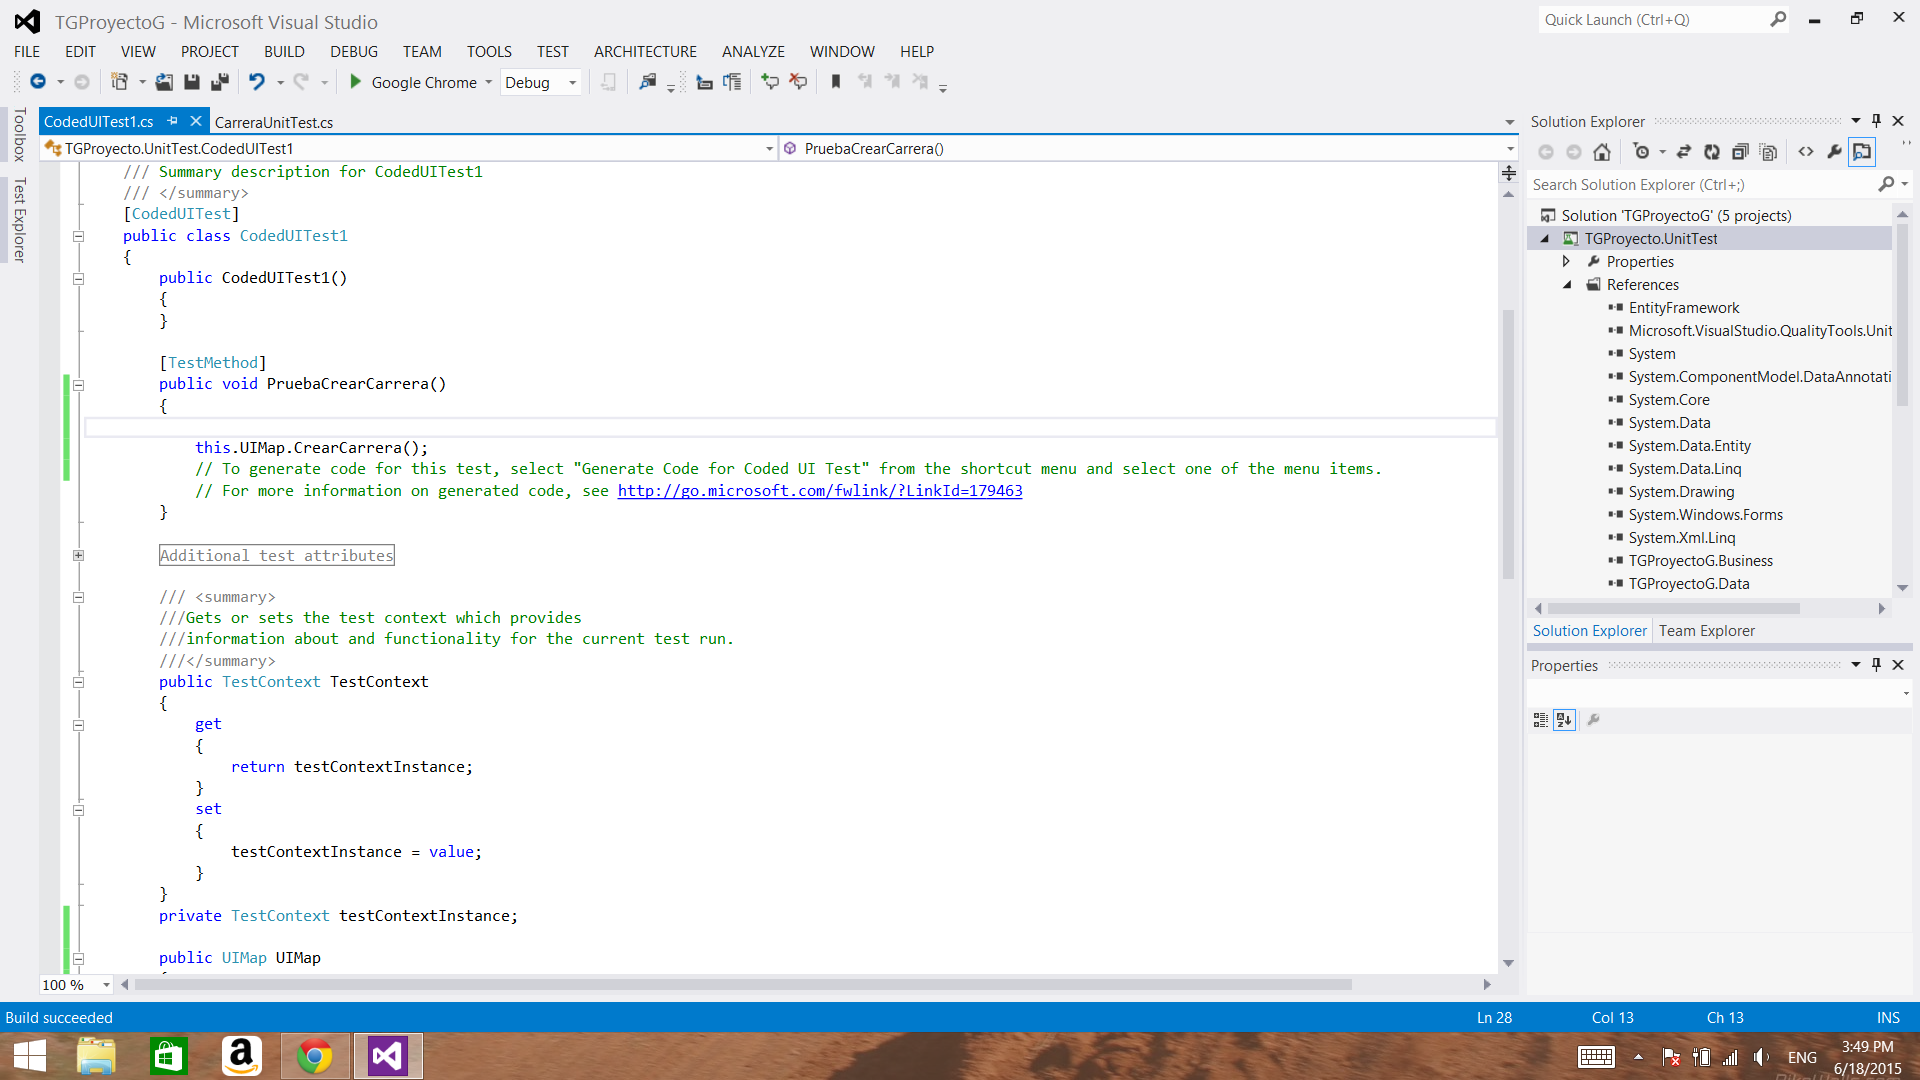 TGProyectoG - Microsoft Visual Studio
Quick Launch (Ctrl+Q)
FILE EDIT VIEW PROJECT BUILD DEBUG TEAM TOOLS TEST ARCHITECTURE ANALYZE WINDOW HELP
Google Chrome Debug
Toolbox
Test Explorer
CodedUITest1.cs CarreraUnitTest.cs
TGProyecto.UnitTest.CodedUITest1 PruebaCrearCarrera()
/// Summary description for CodedUITest1
/// </summary>
[CodedUITest]
public class CodedUITest1
{
public CodedUITest1()
{
}
[TestMethod]
public void PruebaCrearCarrera()
{
this.UIMap.CrearCarrera();
// To generate code for this test, select "Generate Code for Coded UI Test" from the shortcut menu and select one of the menu items.
// For more information on generated code, see http://go.microsoft.com/fwlink/?LinkId=179463
}
Additional test attributes
/// <summary>
///Gets or sets the test context which provides
///information about and functionality for the current test run.
///</summary>
public TestContext TestContext
{
get
{
return testContextInstance;
}
set
{
testContextInstance = value;
}
}
private TestContext testContextInstance;
public UIMap UIMap
100 %
Solution Explorer
Search Solution Explorer (Ctrl+;)
Solution 'TGProyectoG' (5 projects)
TGProyecto.UnitTest
Properties
References
EntityFramework
Microsoft.VisualStudio.QualityTools.Unit
System
System.ComponentModel.DataAnnotati
System.Core
System.Data
System.Data.Entity
System.Data.Linq
System.Drawing
System.Windows.Forms
System.Xml.Linq
TGProyectoG.Business
TGProyectoG.Data
Solution Explorer Team Explorer
Properties
Build succeeded Ln 28 Col 13 Ch 13 INS
ENG
3:49 PM
6/18/2015